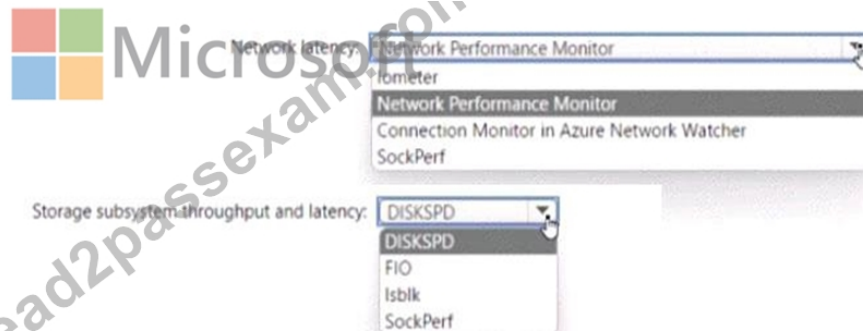 Microsoft
Network latency: Network Performance Monitor
Iometer
Network Performance Monitor
Connection Monitor in Azure Network Watcher
SockPerf
Storage subsystem throughput and latency: DISKSPD
DISKSPD
FIO
lsblk
SockPerf